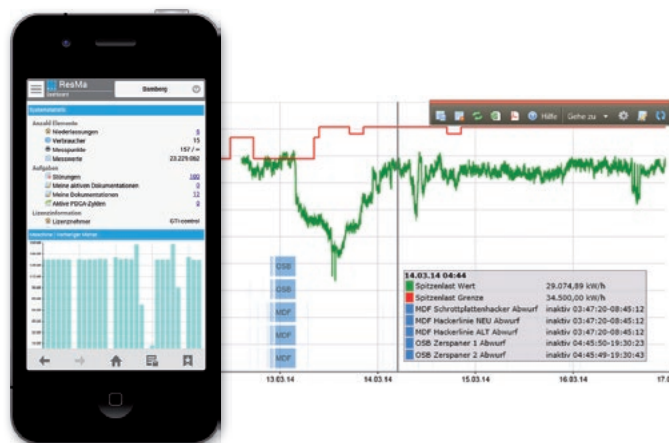 ResMa
Dashboard
Bamberg
Systemstatistik
Anzahl Elemente
Niederlassungen 6
Verbraucher 15
Messpunkte 157 / ∞
Messwerte 23.229.062
Aufgaben
Störungen 100
Meine aktiven Dokumentationen 0
Meine Dokumentationen 11
Aktive PDCA-Zyklen 0
Lizenzinformation
Lizenznehmer GTI-control
Hilfe Gehe zu
OSB
OSB
MDF
MDF
MDF
14.03.14 04:44
Spitzenlast Wert 29.074,89 kW/h
Spitzenlast Grenze 34.500,00 kW/h
MDF Schrottplattenhacker Abwurf inaktiv 03:47:20-08:45:12
MDF Hackerlinie NEU Abwurf inaktiv 03:47:20-08:45:12
MDF Hackerlinie ALT Abwurf inaktiv 03:47:20-08:45:12
OSB Zerspaner 1 Abwurf inaktiv 04:45:50-19:30:23
OSB Zerspaner 2 Abwurf inaktiv 04:45:49-19:30:43
13.03.14 14.03.14 15.03.14 16.03.14 17.0